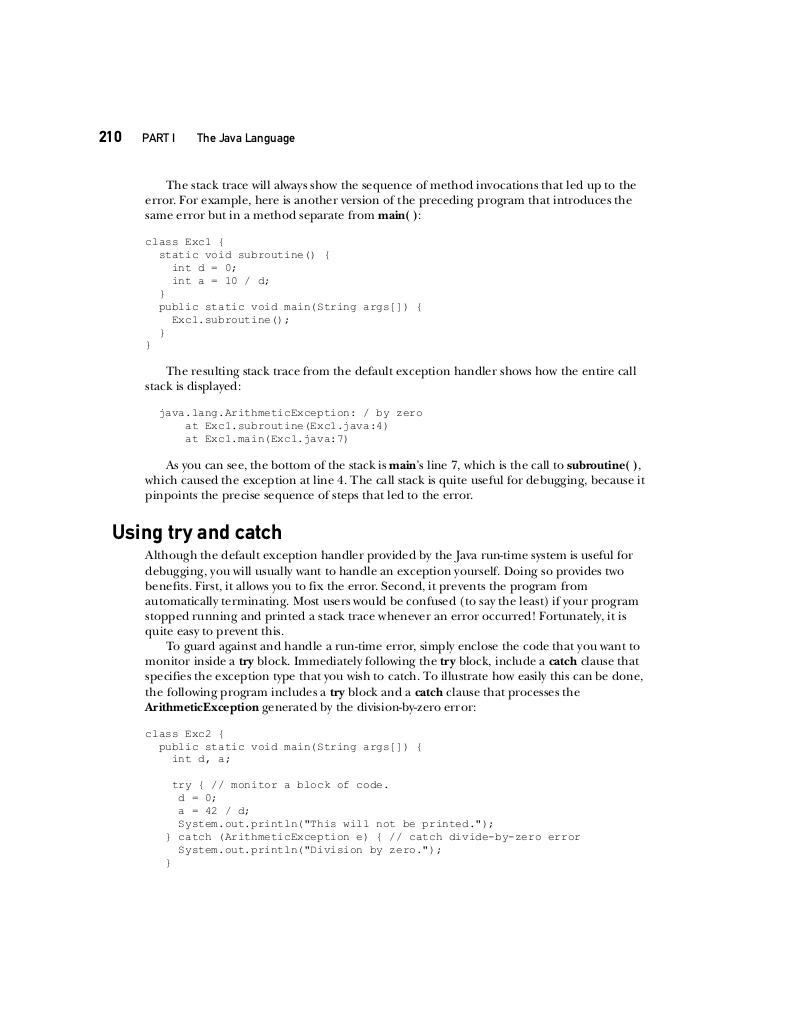 210 PART I The Java Language
The stack trace will always show the sequence of method invocations that led up to the
error. For example, here is another version of the preceding program that introduces the
same error but in a method separate from main( ):
class Exc1 {
  static void subroutine() {
    int d = 0;
    int a = 10 / d;
  }
  public static void main(String args[]) {
    Exc1.subroutine();
  }
}
The resulting stack trace from the default exception handler shows how the entire call
stack is displayed:
java.lang.ArithmeticException: / by zero
    at Exc1.subroutine(Exc1.java:4)
    at Exc1.main(Exc1.java:7)
As you can see, the bottom of the stack is main's line 7, which is the call to subroutine( ),
which caused the exception at line 4. The call stack is quite useful for debugging, because it
pinpoints the precise sequence of steps that led to the error.
Using try and catch
Although the default exception handler provided by the Java run-time system is useful for
debugging, you will usually want to handle an exception yourself. Doing so provides two
benefits. First, it allows you to fix the error. Second, it prevents the program from
automatically terminating. Most users would be confused (to say the least) if your program
stopped running and printed a stack trace whenever an error occurred! Fortunately, it is
quite easy to prevent this.
To guard against and handle a run-time error, simply enclose the code that you want to
monitor inside a try block. Immediately following the try block, include a catch clause that
specifies the exception type that you wish to catch. To illustrate how easily this can be done,
the following program includes a try block and a catch clause that processes the
ArithmeticException generated by the division-by-zero error:
class Exc2 {
  public static void main(String args[]) {
    int d, a;
    try { // monitor a block of code.
     d = 0;
     a = 42 / d;
     System.out.println("This will not be printed.");
   } catch (ArithmeticException e) { // catch divide-by-zero error
     System.out.println("Division by zero.");
   }